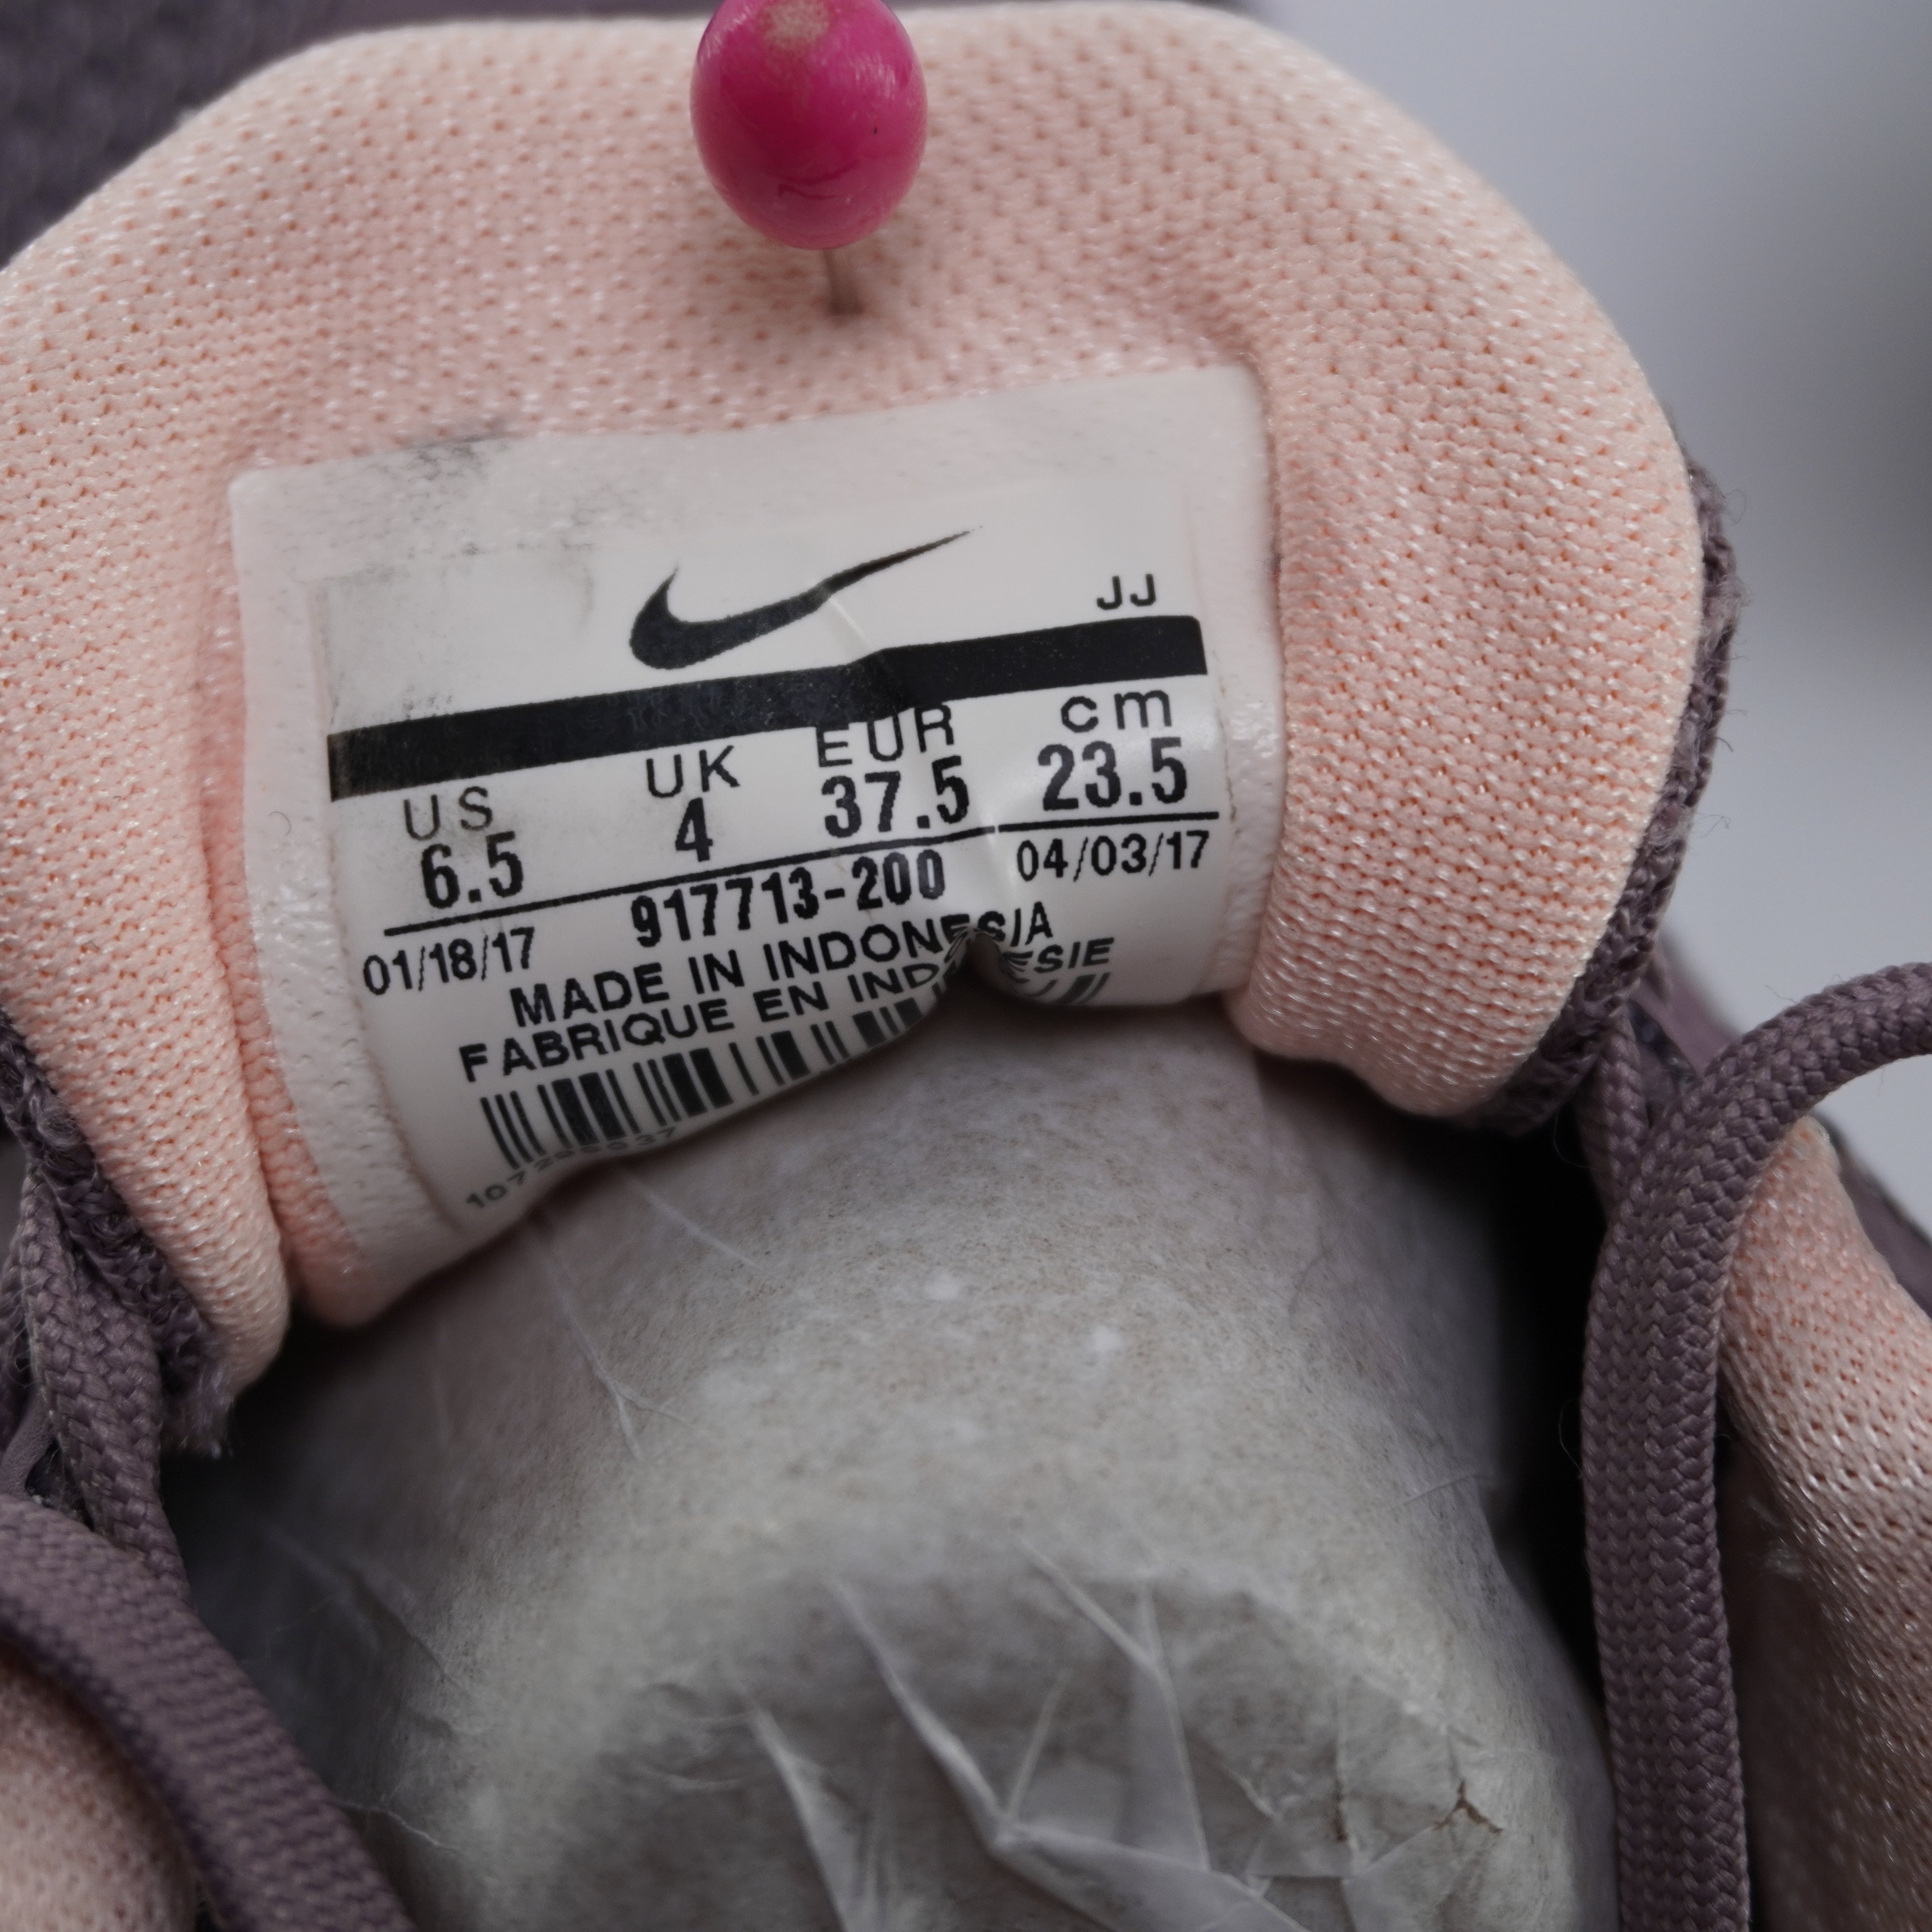 JJ
US UK EUR cm
6.5 4 37.5 23.5
01/18/17 917713-200 04/03/17
MADE IN INDONESIA
FABRIQUE EN